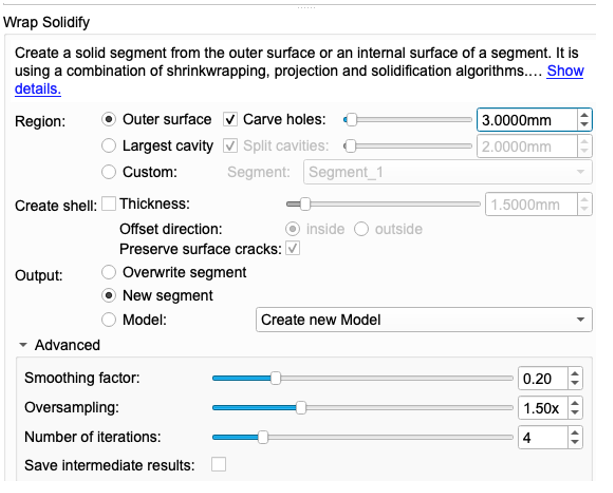 Wrap Solidify
Create a solid segment from the outer surface or an internal surface of a segment. It is
using a combination of shrinkwrapping, projection and solidification algorithms.... Show
details.
Region: Outer surface Carve holes: 3.0000mm
Largest cavity Split cavities: 2.0000mm
Custom: Segment: Segment_1
Create shell: Thickness: 1.5000mm
Offset direction: inside outside
Preserve surface cracks:
Output: Overwrite segment
New segment
Model: Create new Model
Advanced
Smoothing factor: 0.20
Oversampling: 1.50x
Number of iterations: 4
Save intermediate results: